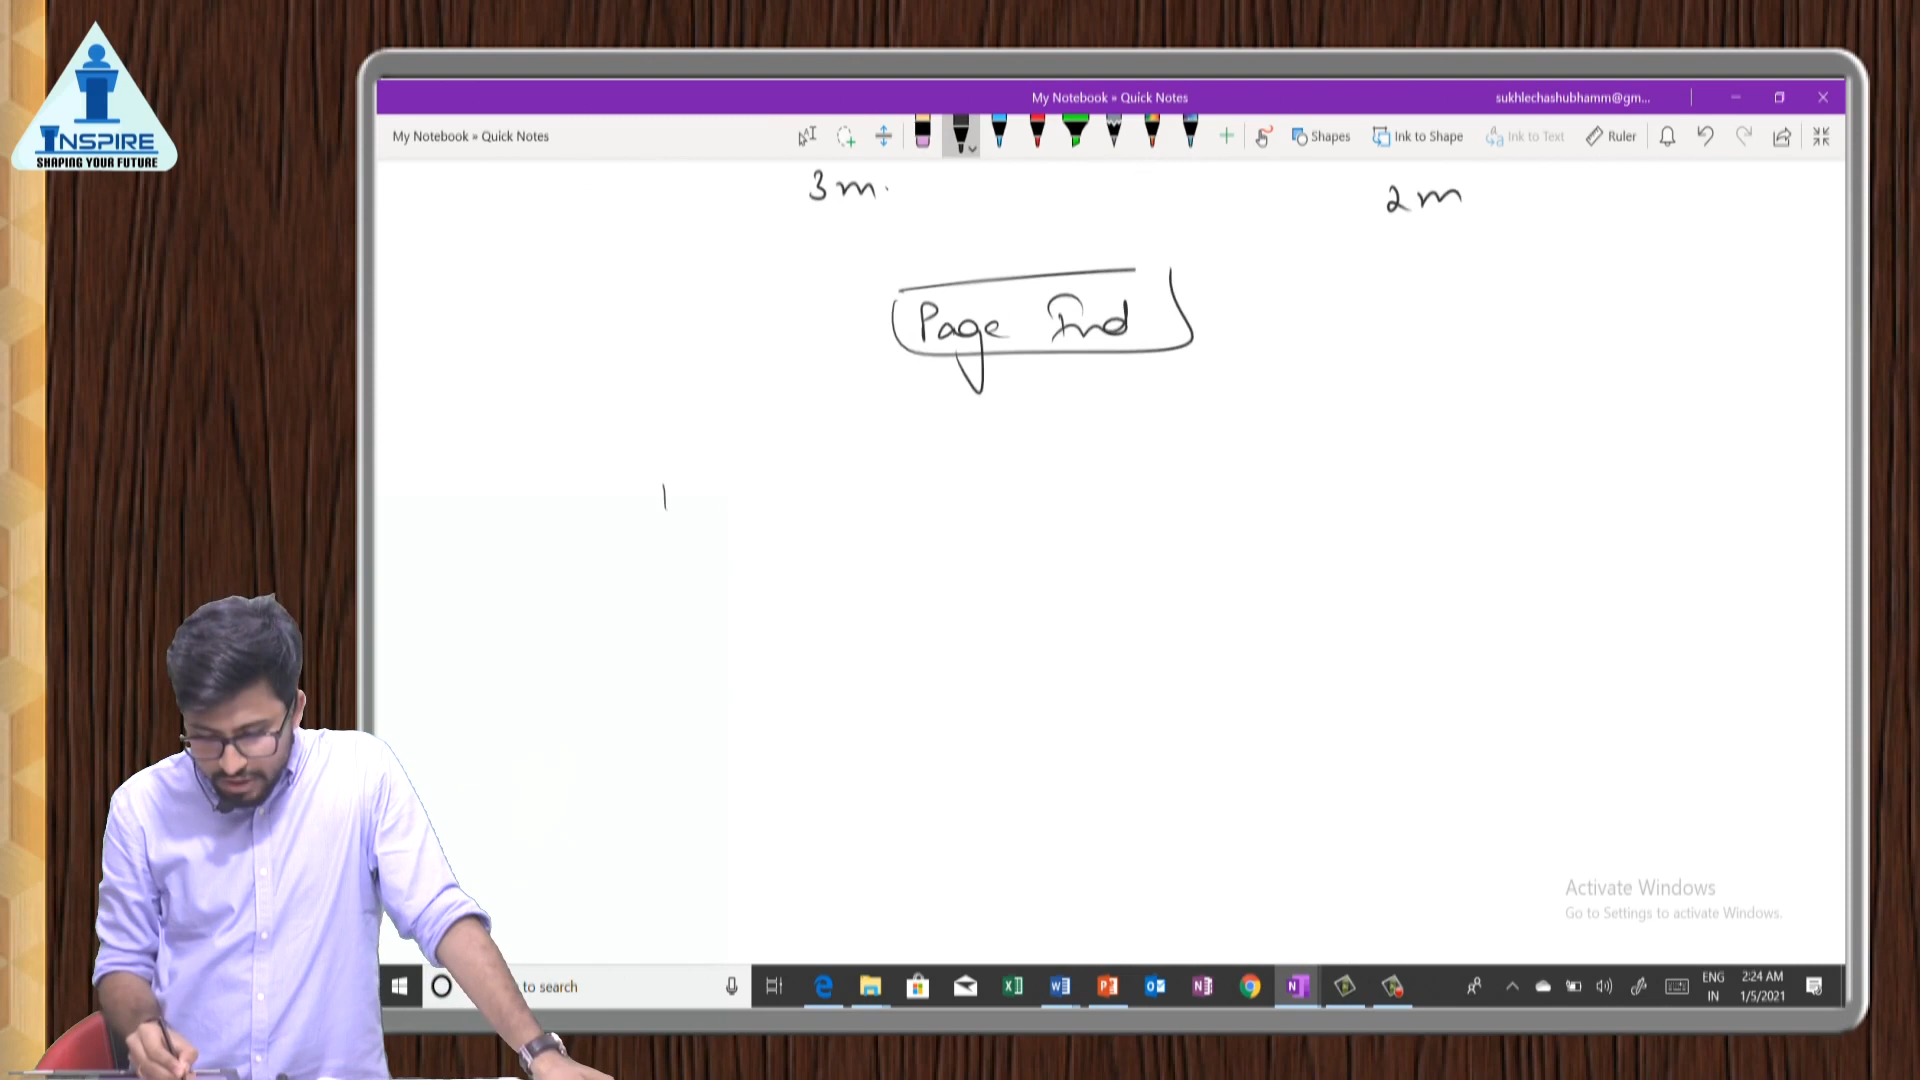 INSPIRE
SHAPING YOUR FUTURE
My Notebook » Quick Notes
sukhlechashubhamm@gm...
My Notebook » Quick Notes
Shapes
Ink to Shape
Ink to Text
Ruler
3 m.
2 m
Page Ind
Activate Windows
Go to Settings to activate Windows.
to search
ENG
IN
2:24 AM
1/5/2021